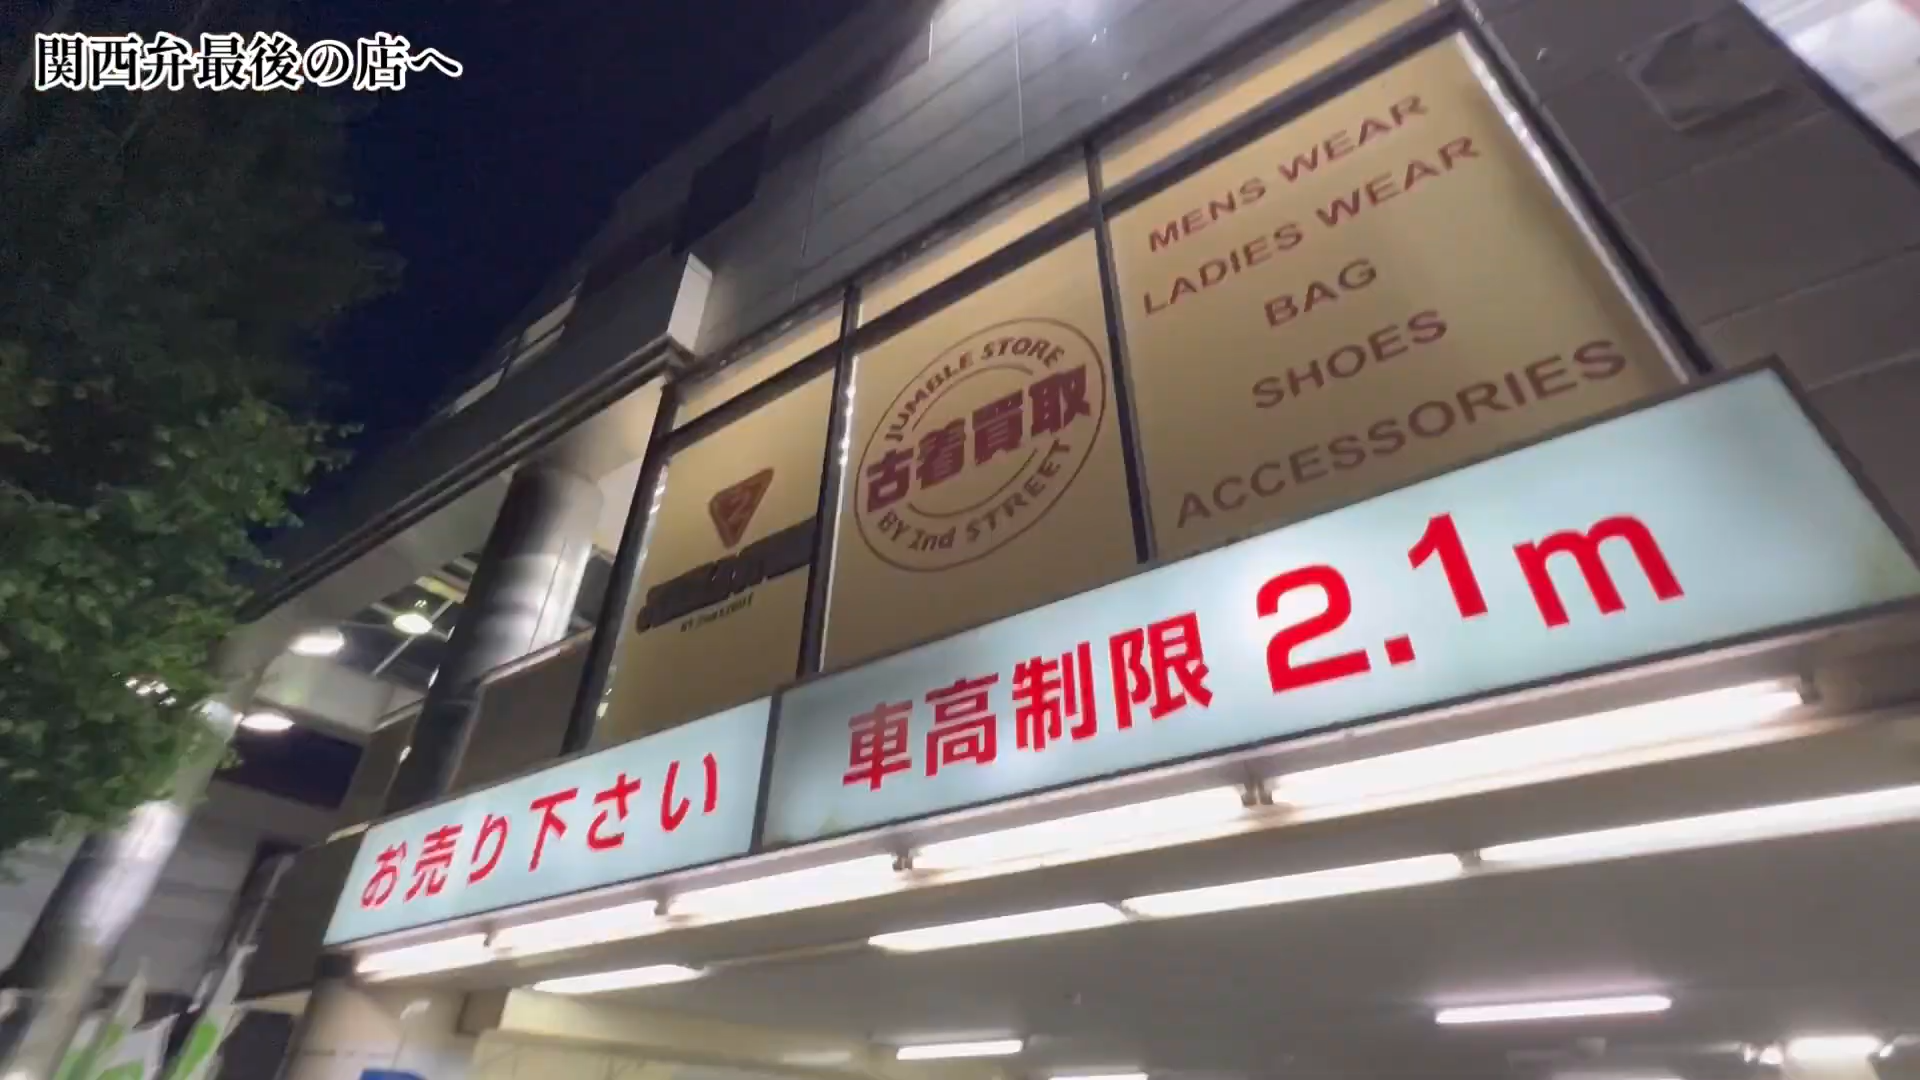 関西弁最後の店へ
MENS WEAR
LADIES WEAR
BAG
SHOES
ACCESSORIES
JUMBLE STORE
古着買取
BY 2nd STREET
2
お売り下さい
車高制限 2.1m